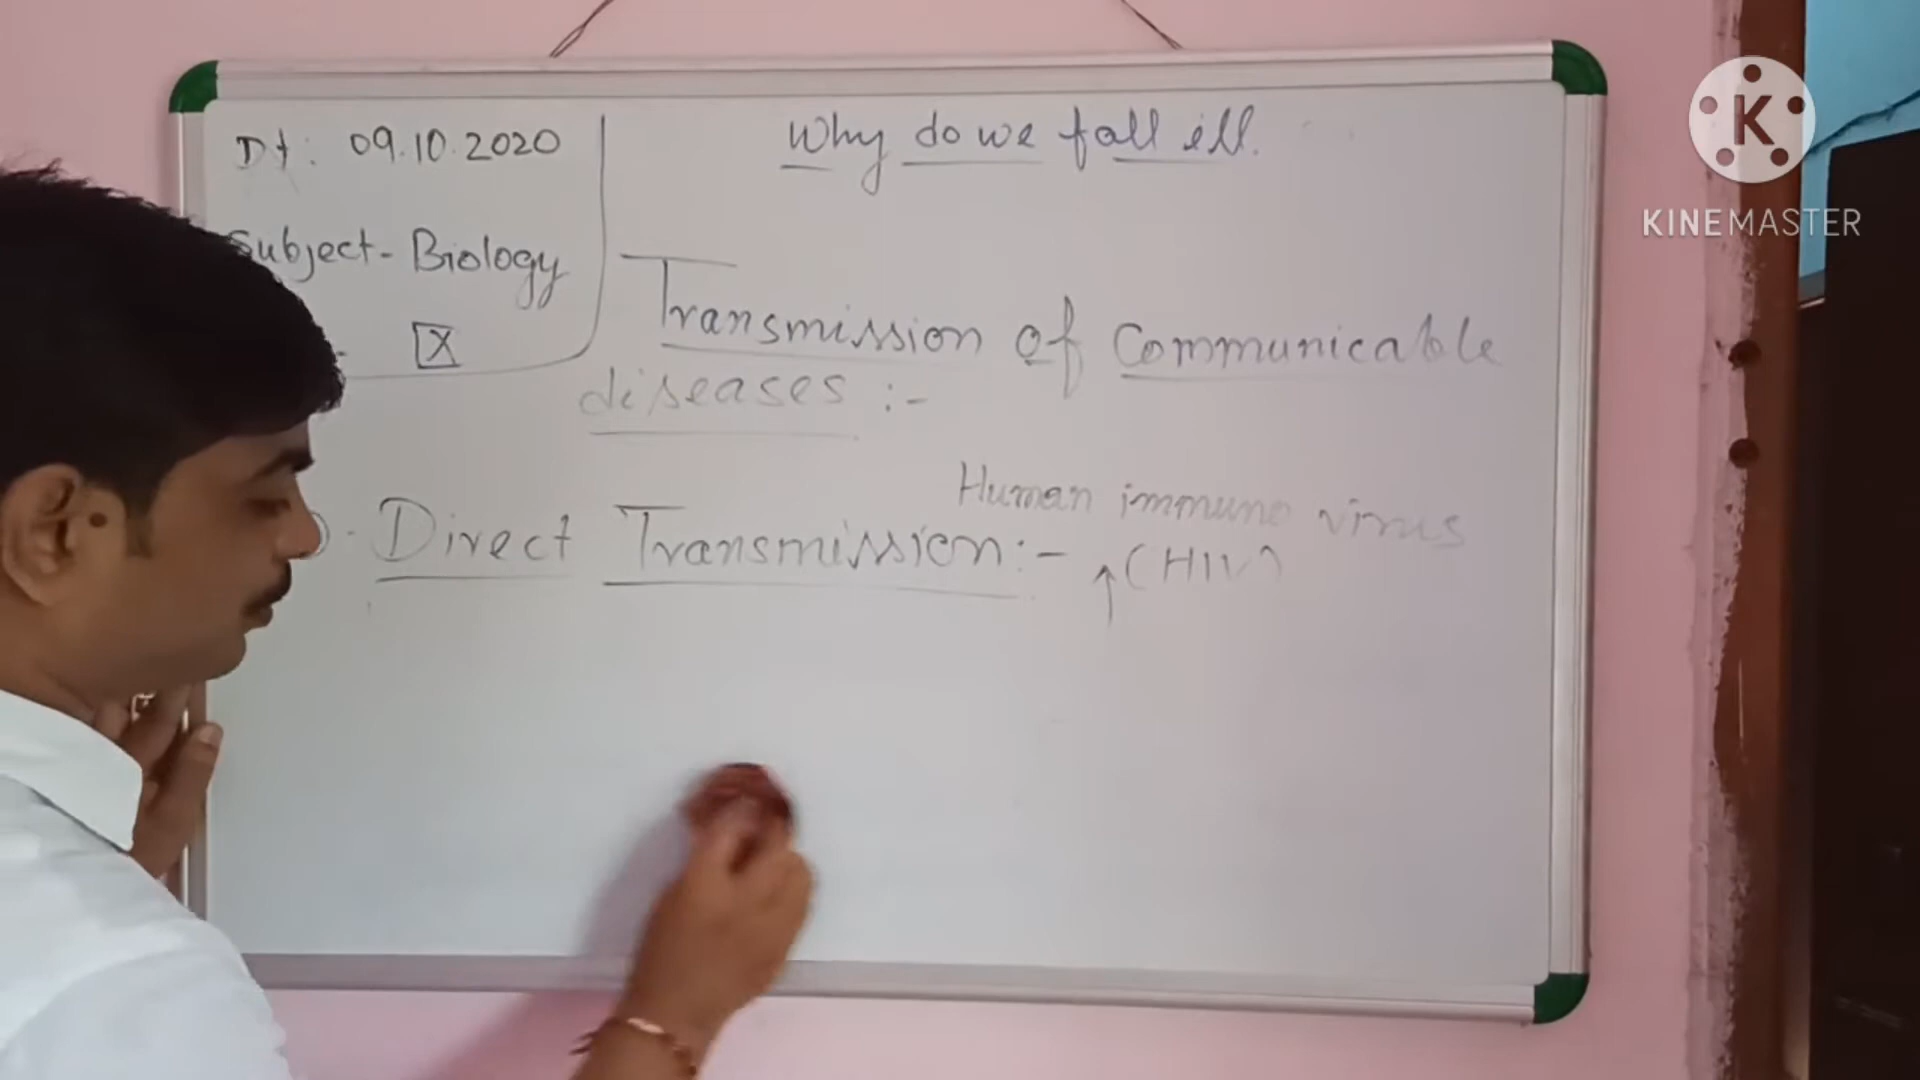 Dt: 09.10.2020
Why do we fall ill.
Subject- Biology
IX
Transmission of Communicable
diseases :-
Human immuno virus
Direct Transmission:- ↑ (HIV)
KINEMASTER